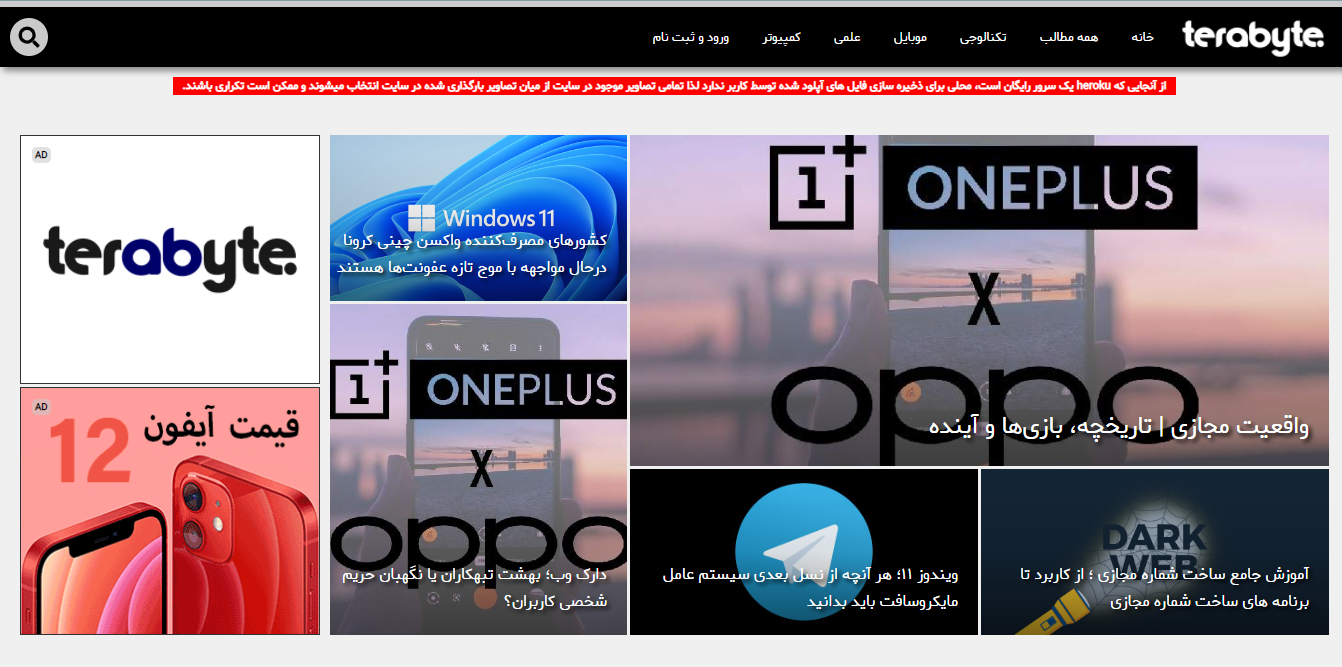 terabyte.
خانه
همه مطالب
تکنالوجی
موبایل
علمی
کمپیوتر
ورود و ثبت نام
از آنجایی که heroku یک سرور رایگان است، محلی برای ذخیره سازی فایل های آپلود شده توسط کاربر ندارد لذا تمامی تصاویر موجود در سایت از میان تصاویر بارگذاری شده در سایت انتخاب میشوند و ممکن است تکراری باشند.
1+ ONEPLUS
X
oppo
واقعیت مجازی | تاریخچه، بازی‌ها و آینده
DARK
WEB
آموزش جامع ساخت شماره مجازی ؛ از کاربرد تا
برنامه های ساخت شماره مجازی
ویندوز ۱۱؛ هر آنچه از نسل بعدی سیستم عامل
مایکروسافت باید بدانید
Windows 11
کشورهای مصرف‌کننده واکسن چینی کرونا
درحال مواجهه با موج تازه عفونت‌ها هستند
1+ ONEPLUS
X
oppo
دارک وب؛ بهشت تبهکاران یا نگهبان حریم
شخصی کاربران؟
AD
terabyte.
AD
قیمت آیفون
12